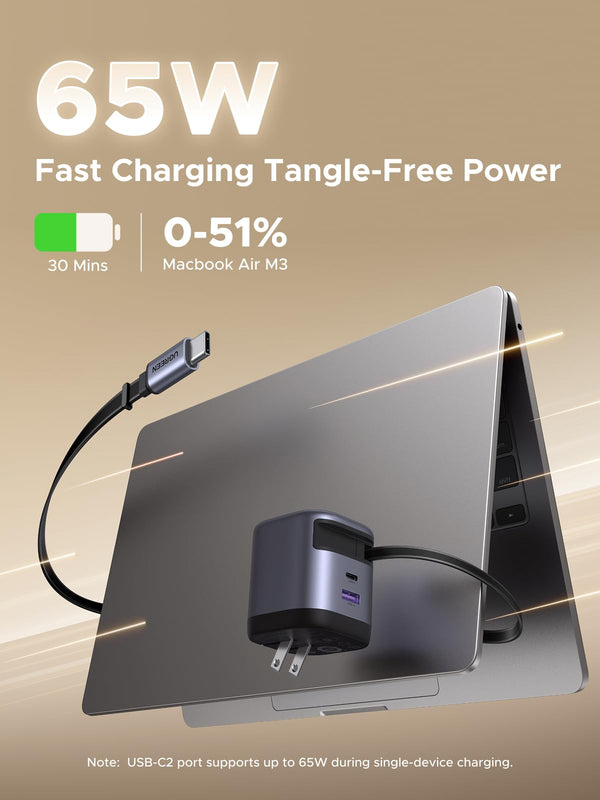 65W
Fast Charging Tangle-Free Power
30 Mins
0-51%
Macbook Air M3
UGREEN
Note: USB-C2 port supports up to 65W during single-device charging.